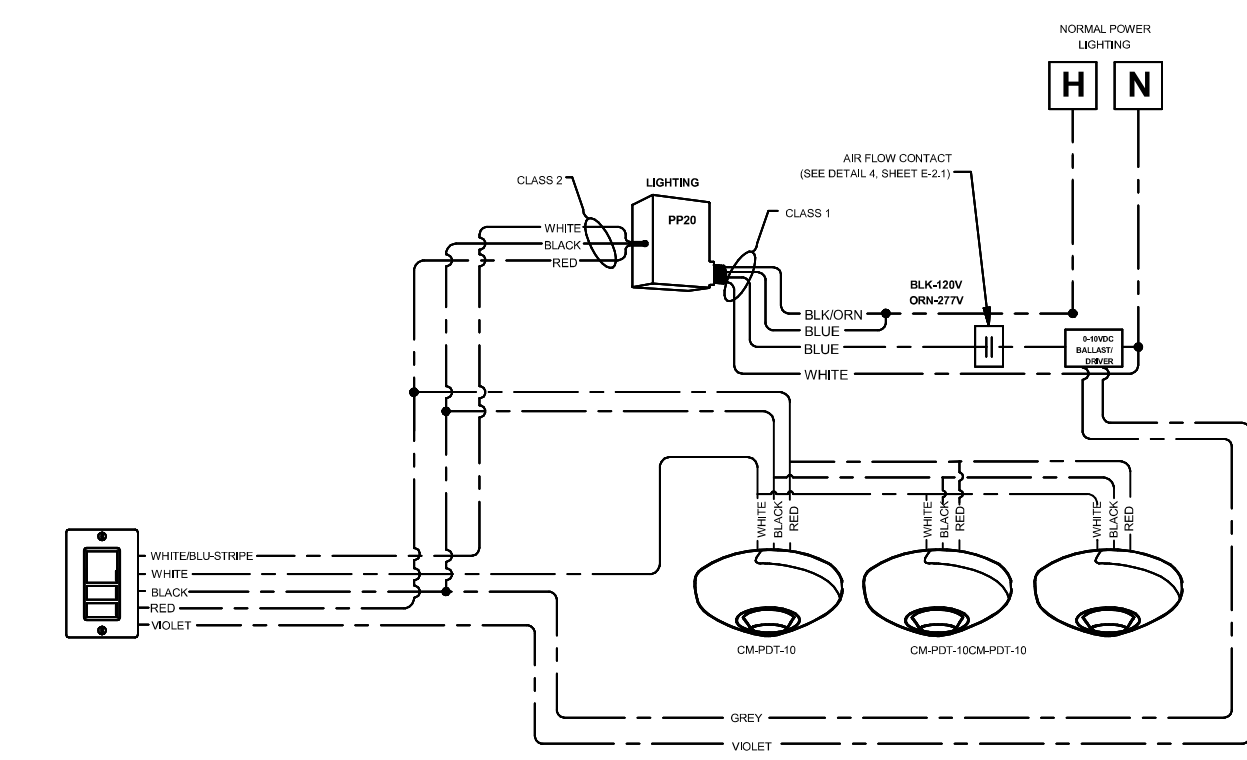 NORMAL POWER
LIGHTING
H N
AIR FLOW CONTACT
(SEE DETAIL 4, SHEET E-2.1)
CLASS 2
LIGHTING
PP20
CLASS 1
WHITE
BLACK
RED
BLK-120V
ORN-277V
BLK/ORN
BLUE
BLUE
WHITE
0-10VDC
BALLAST/
DRIVER
WHITE
BLACK
RED
WHITE
BLACK
RED
WHITE
BLACK
RED
WHITE/BLU-STRIPE
WHITE
BLACK
RED
VIOLET
CM-PDT-10
CM-PDT-10CM-PDT-10
GREY
VIOLET